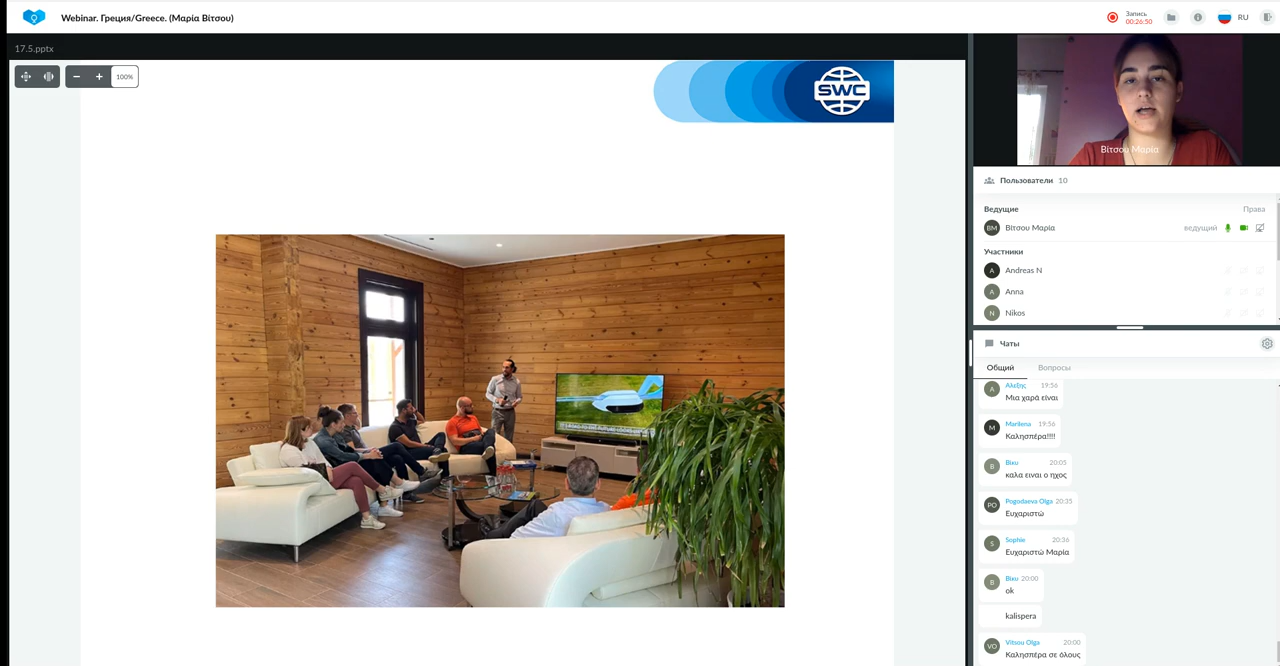 Webinar. Греция/Greece. (Μαρία Βίτσου)
Запись
00:26:50
RU
17.5.pptx
100%
SWC
Βίτσου Μαρία
Пользователи 10
Ведущие Права
ΒΜ Βίτσου Μαρία ведущий
Участники
A Andreas N
A Anna
N Nikos
Чаты
Общий Вопросы
Αλεξης 19:56
Α Μια χαρά είναι
Marilena 19:56
M Καλησπέρα!!!!
Bixu 20:05
B καλα ειναι ο ηχος
Pogodaeva Olga 20:35
PO Ευχαριστώ
Sophie 20:36
S Ευχαριστώ Μαρία
Bixu 20:00
B ok
kalispera
Vitsou Olga 20:00
VO Καλησπέρα σε όλους